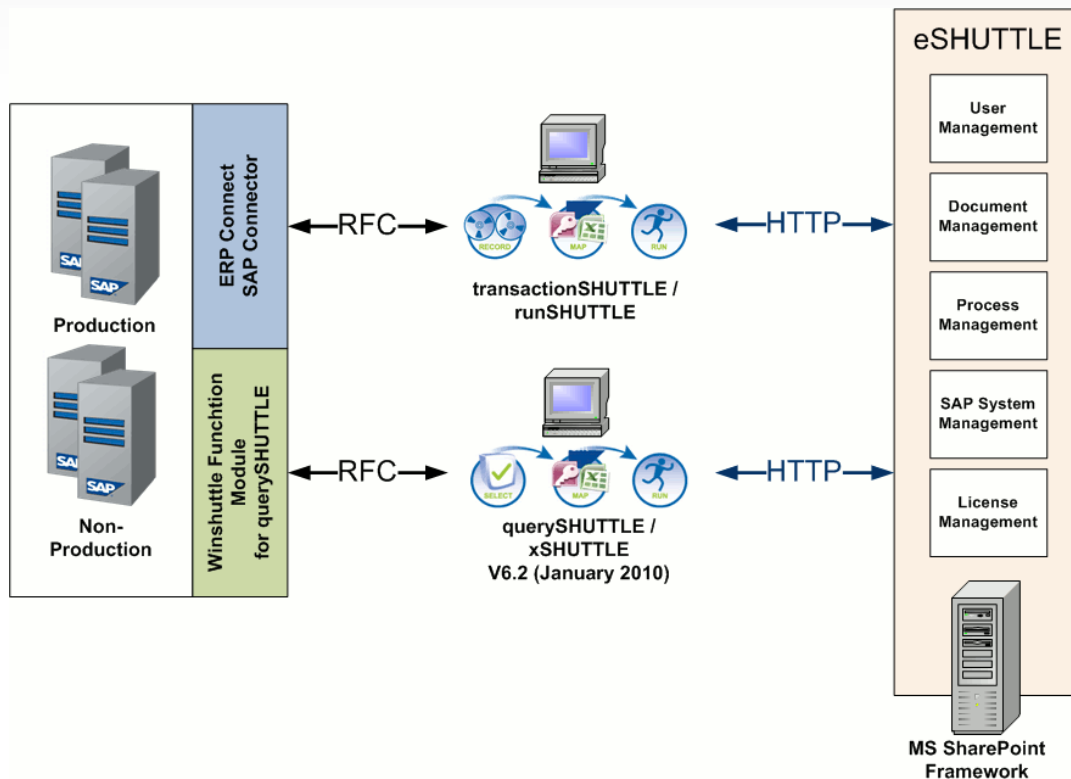 eSHUTTLE
User
Management
Document
Management
Process
Management
SAP System
Management
License
Management
MS SharePoint
Framework
SAP
SAP
Production
SAP
SAP
Non-
Production
ERP Connect
SAP Connector
Winshuttle Funchtion
Module
for querySHUTTLE
RFC
RECORD
MAP
RUN
transactionSHUTTLE /
runSHUTTLE
HTTP
RFC
SELECT
MAP
RUN
querySHUTTLE /
xSHUTTLE
V6.2 (January 2010)
HTTP